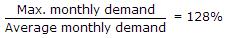 Max. monthly demand
Average monthly demand
= 128%